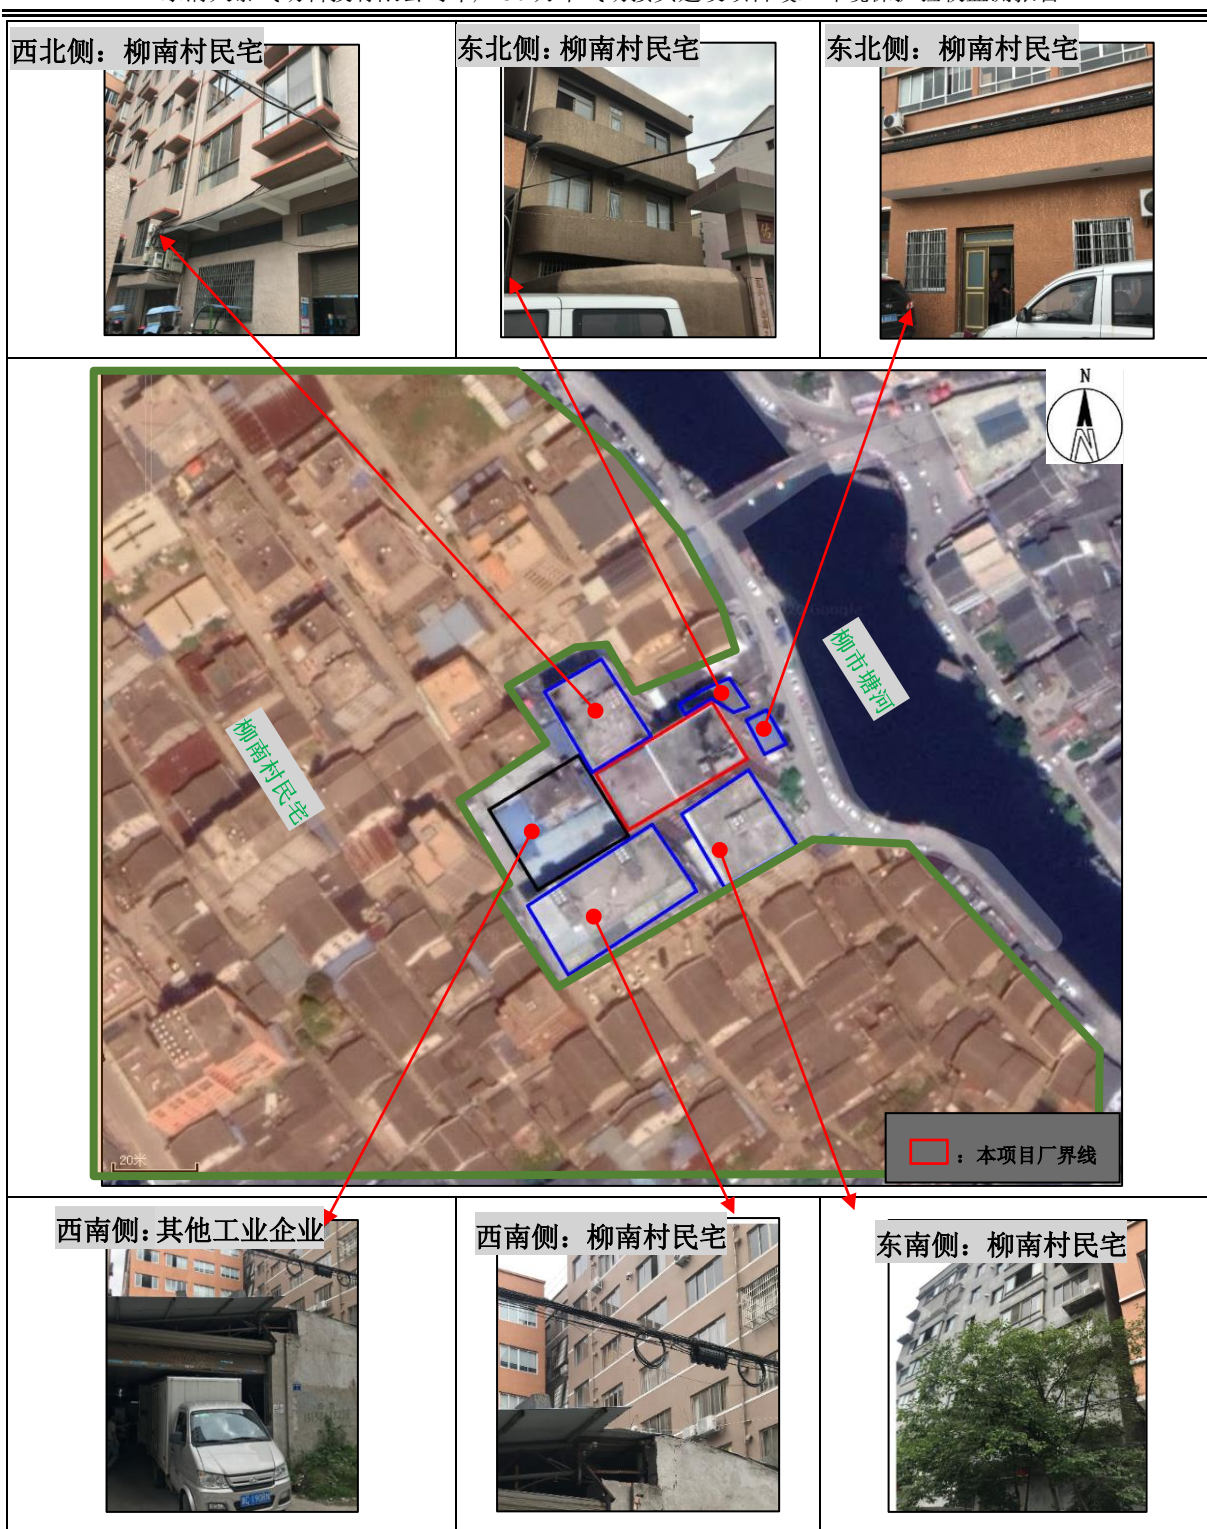 西北侧：柳南村民宅
东北侧：柳南村民宅
东北侧：柳南村民宅
N
柳市塘河
柳南村民宅
20米
：本项目厂界线
西南侧：其他工业企业
西南侧：柳南村民宅
东南侧：柳南村民宅